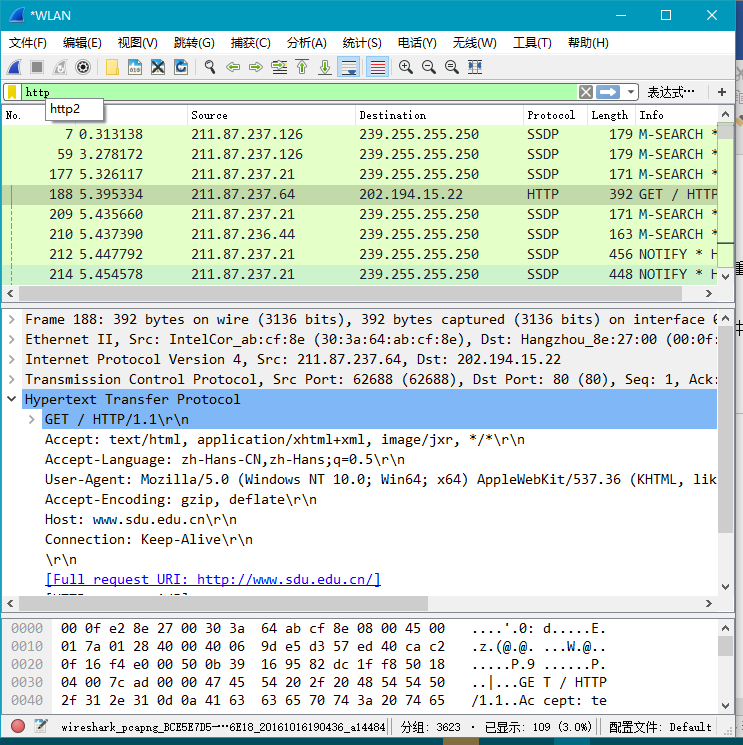 *WLAN
文件(F) 编辑(E) 视图(V) 跳转(G) 捕获(C) 分析(A) 统计(S) 电话(Y) 无线(W) 工具(T) 帮助(H)
http 表达式… +
http2
No. Source Destination Protocol Length Info
7 0.313138 211.87.237.126 239.255.255.250 SSDP 179 M-SEARCH *
59 3.278172 211.87.237.126 239.255.255.250 SSDP 179 M-SEARCH *
177 5.326117 211.87.237.21 239.255.255.250 SSDP 171 M-SEARCH *
188 5.395334 211.87.237.64 202.194.15.22 HTTP 392 GET / HTTP
209 5.435660 211.87.237.21 239.255.255.250 SSDP 171 M-SEARCH *
210 5.437390 211.87.236.44 239.255.255.250 SSDP 163 M-SEARCH *
212 5.447792 211.87.237.21 239.255.255.250 SSDP 456 NOTIFY * H
214 5.454578 211.87.237.21 239.255.255.250 SSDP 448 NOTIFY * H
Frame 188: 392 bytes on wire (3136 bits), 392 bytes captured (3136 bits) on interface 0
Ethernet II, Src: IntelCor_ab:cf:8e (30:3a:64:ab:cf:8e), Dst: Hangzhou_8e:27:00 (00:0f:
Internet Protocol Version 4, Src: 211.87.237.64, Dst: 202.194.15.22
Transmission Control Protocol, Src Port: 62688 (62688), Dst Port: 80 (80), Seq: 1, Ack:
Hypertext Transfer Protocol
GET / HTTP/1.1\r\n
Accept: text/html, application/xhtml+xml, image/jxr, */*\r\n
Accept-Language: zh-Hans-CN,zh-Hans;q=0.5\r\n
User-Agent: Mozilla/5.0 (Windows NT 10.0; Win64; x64) AppleWebKit/537.36 (KHTML, lik
Accept-Encoding: gzip, deflate\r\n
Host: www.sdu.edu.cn\r\n
Connection: Keep-Alive\r\n
\r\n
[Full request URI: http://www.sdu.edu.cn/]
0000 00 0f e2 8e 27 00 30 3a 64 ab cf 8e 08 00 45 00 ....'.0: d.....E.
0010 01 7a 01 28 40 00 40 06 9d e5 d3 57 ed 40 ca c2 .z.(@.@. ...W.@..
0020 0f 16 f4 e0 00 50 0b 39 16 95 82 dc 1f f8 50 18 .....P.9 ......P.
0030 04 00 7c ad 00 00 47 45 54 20 2f 20 48 54 54 50 ..|...GE T / HTTP
0040 2f 31 2e 31 0d 0a 41 63 63 65 70 74 3a 20 74 65 /1.1..Ac cept: te
wireshark_pcapng_BCE5E7D5-…6E18_20161016190436_a14484 分组: 3623 · 已显示: 109 (3.0%) 配置文件: Default